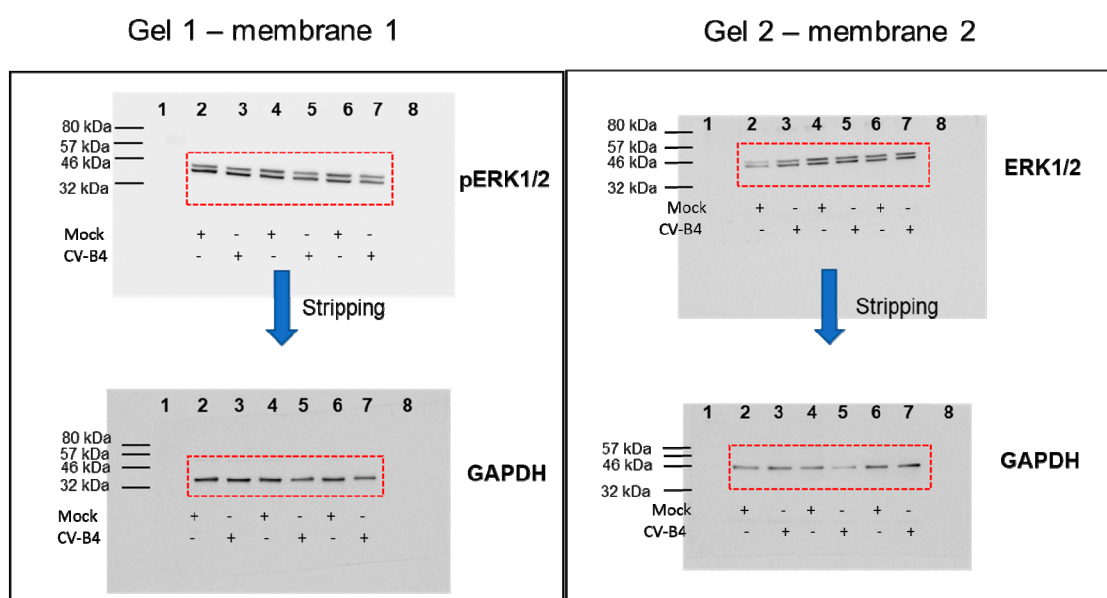 Gel 1 – membrane 1
1 2 3 4 5 6 7 8
80 kDa
57 kDa
46 kDa
32 kDa
pERK1/2
Mock + - + - + -
CV-B4 - + - + - +
Stripping
1 2 3 4 5 6 7 8
80 kDa
57 kDa
46 kDa
32 kDa
GAPDH
Mock + - + - + -
CV-B4 - + - + - +
Gel 2 – membrane 2
1 2 3 4 5 6 7 8
80 kDa
57 kDa
46 kDa
32 kDa
ERK1/2
Mock + - + - + -
CV-B4 - + - + - +
Stripping
1 2 3 4 5 6 7 8
57 kDa
46 kDa
32 kDa
GAPDH
Mock + - + - + -
CV-B4 - + - + - +